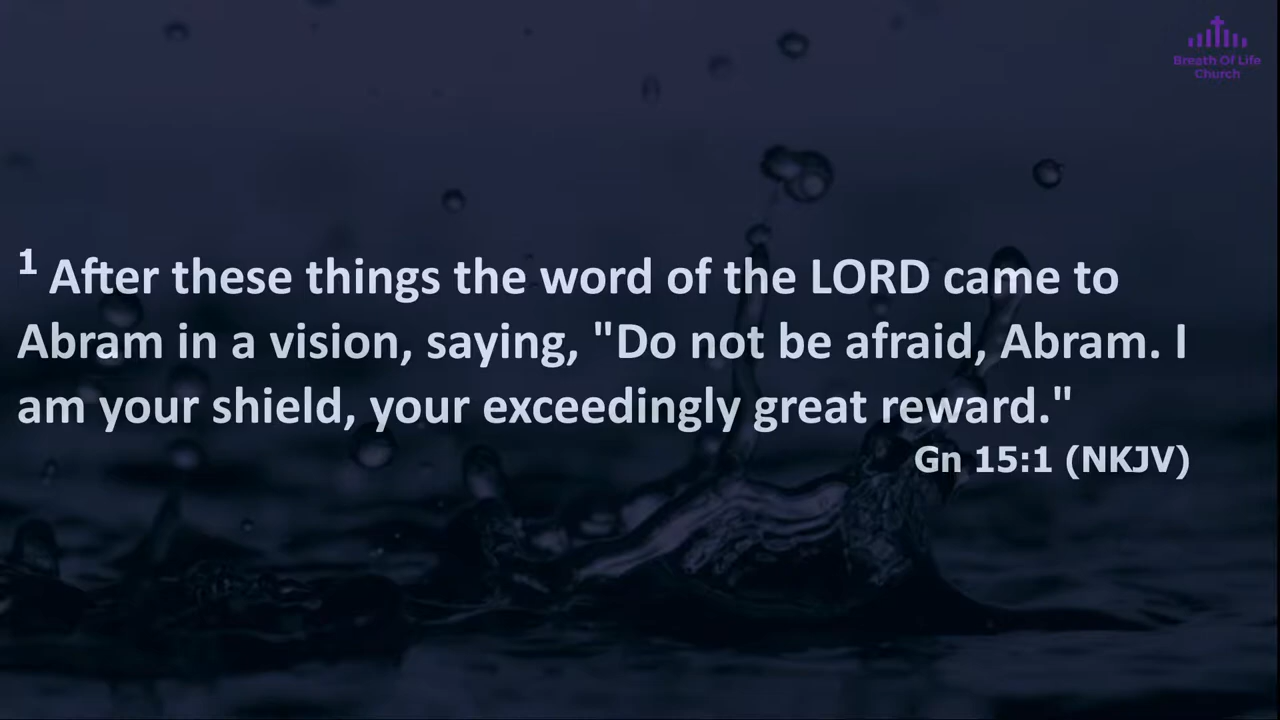 Breath Of Life
Church
1 After these things the word of the LORD came to
Abram in a vision, saying, "Do not be afraid, Abram. I
am your shield, your exceedingly great reward."
Gn 15:1 (NKJV)